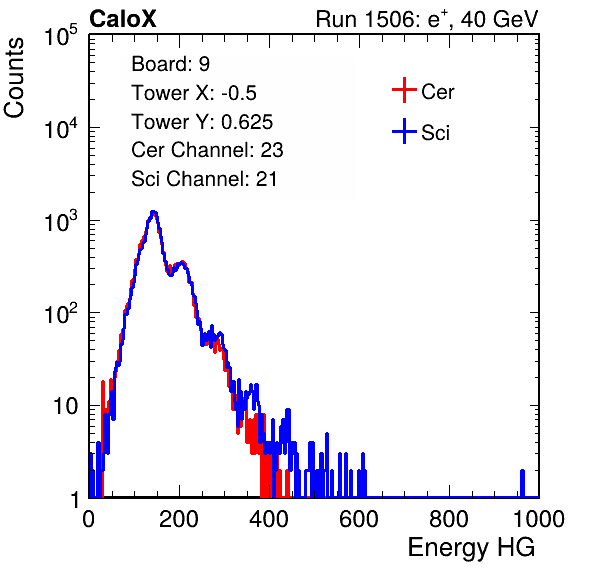 CaloX Run 1506: e⁺, 40 GeV
Counts
10⁵
10⁴
10³
10²
10
1
Board: 9
Tower X: -0.5
Tower Y: 0.625
Cer Channel: 23
Sci Channel: 21
Cer
Sci
0 200 400 600 800 1000
Energy HG